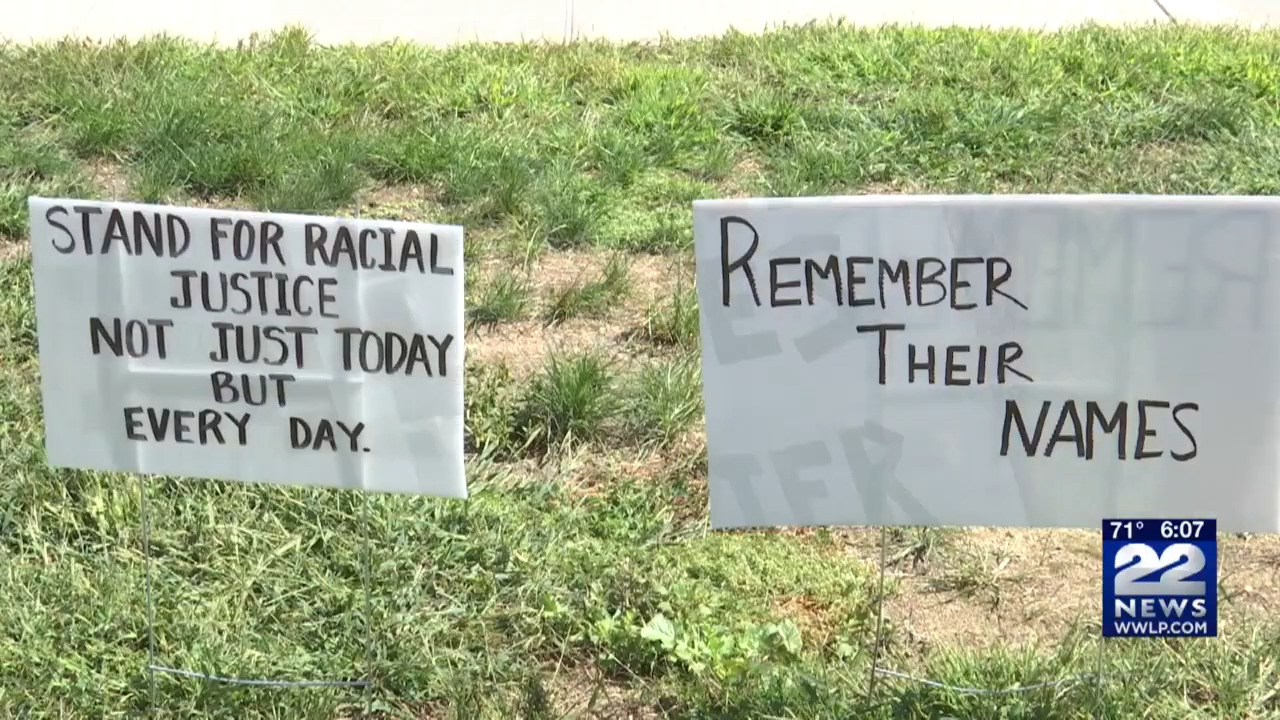 STAND FOR RACIAL
JUSTICE
NOT JUST TODAY
BUT
EVERY DAY.
REMEMBER
THEIR
NAMES
71° 6:07
22
NEWS
WWLP.COM